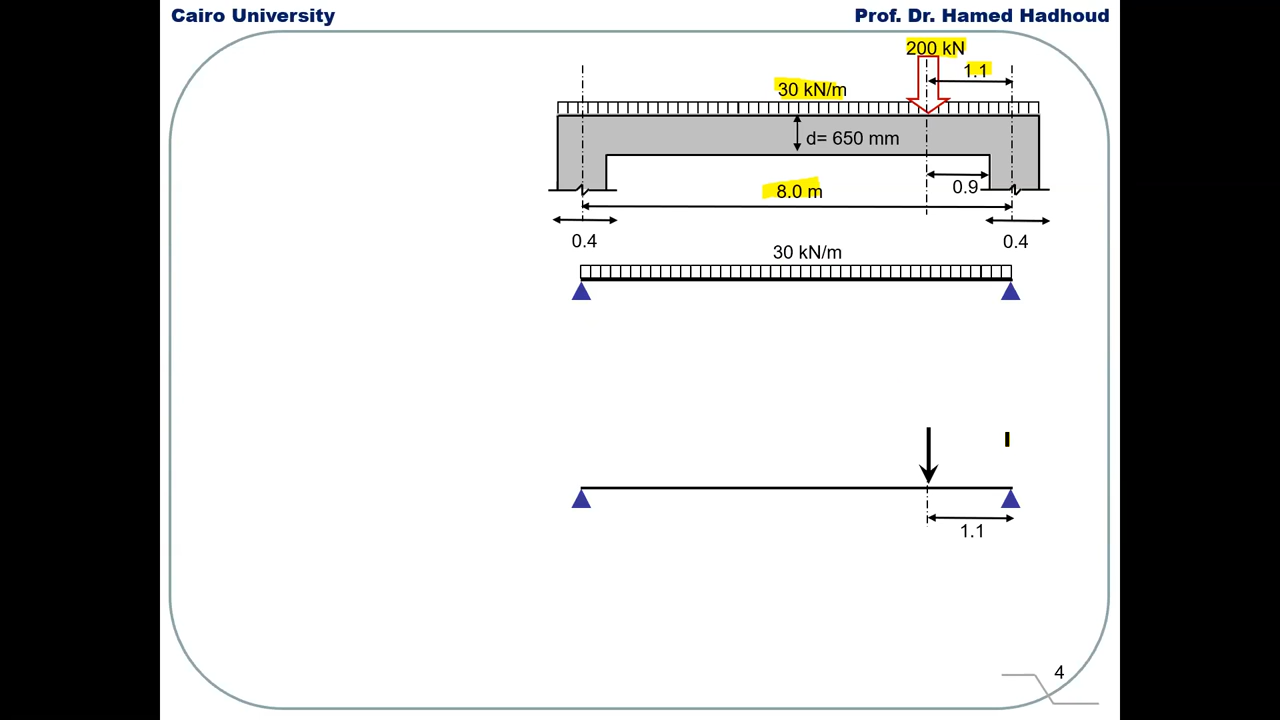 Cairo University
Prof. Dr. Hamed Hadhoud
200 kN
1.1
30 kN/m
d= 650 mm
0.9
8.0 m
0.4
0.4
30 kN/m
1.1
4